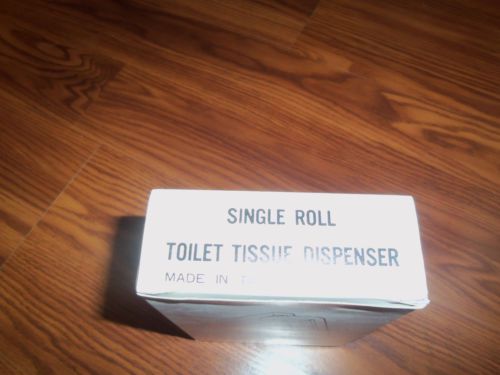 SINGLE ROLL
TOILET TISSUE DISPENSER
MADE IN